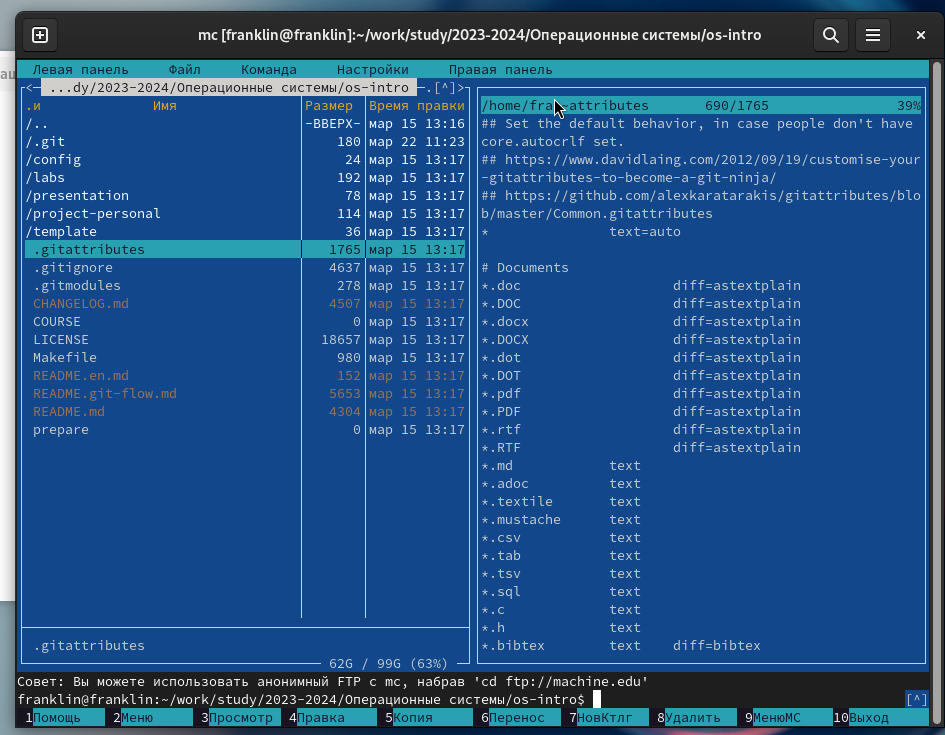 mc [franklin@franklin]:~/work/study/2023-2024/Операционные системы/os-intro
Левая панель Файл Команда Настройки Правая панель
<─ ...dy/2023-2024/Операционные системы/os-intro ─.[^]>
.и Имя Размер Время правки
/.. -ВВЕРХ- мар 15 13:16
/.git 180 мар 22 11:23
/config 24 мар 15 13:17
/labs 192 мар 15 13:17
/presentation 78 мар 15 13:17
/project-personal 114 мар 15 13:17
/template 36 мар 15 13:17
.gitattributes 1765 мар 15 13:17
.gitignore 4637 мар 15 13:17
.gitmodules 278 мар 15 13:17
CHANGELOG.md 4507 мар 15 13:17
COURSE 0 мар 15 13:17
LICENSE 18657 мар 15 13:17
Makefile 980 мар 15 13:17
README.en.md 152 мар 15 13:17
README.git-flow.md 5653 мар 15 13:17
README.md 4304 мар 15 13:17
prepare 0 мар 15 13:17
.gitattributes
62G / 99G (63%)
/home/fra attributes 690/1765 39%
## Set the default behavior, in case people don't have
core.autocrlf set.
## https://www.davidlaing.com/2012/09/19/customise-your
-gitattributes-to-become-a-git-ninja/
## https://github.com/alexkaratarakis/gitattributes/blo
b/master/Common.gitattributes
* text=auto
# Documents
*.doc diff=astextplain
*.DOC diff=astextplain
*.docx diff=astextplain
*.DOCX diff=astextplain
*.dot diff=astextplain
*.DOT diff=astextplain
*.pdf diff=astextplain
*.PDF diff=astextplain
*.rtf diff=astextplain
*.RTF diff=astextplain
*.md text
*.adoc text
*.textile text
*.mustache text
*.csv text
*.tab text
*.tsv text
*.sql text
*.c text
*.h text
*.bibtex text diff=bibtex
Совет: Вы можете использовать анонимный FTP с mc, набрав 'cd ftp://machine.edu'
franklin@franklin:~/work/study/2023-2024/Операционные системы/os-intro$ [^]
1Помощь 2Меню 3Просмотр 4Правка 5Копия 6Перенос 7НовКтлг 8Удалить 9МенюМС 10Выход